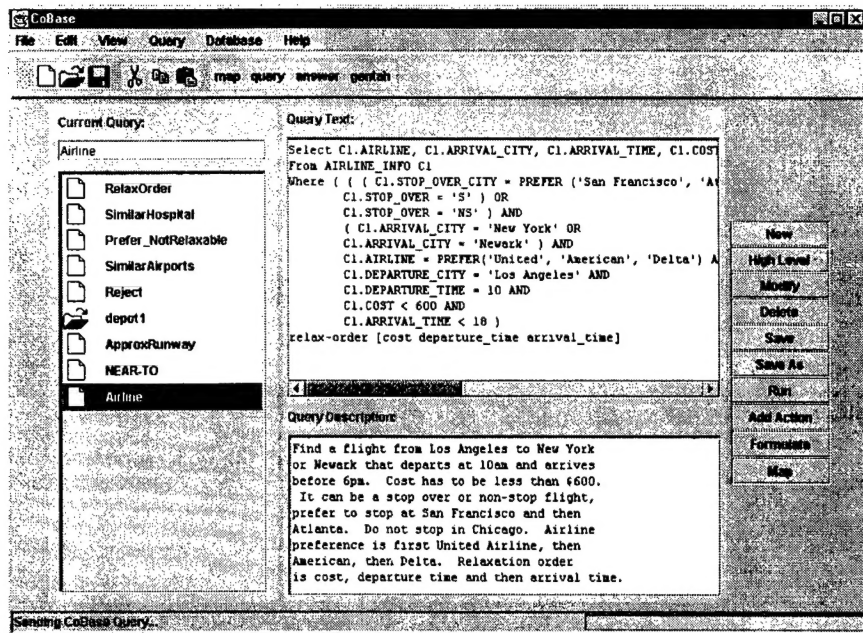 CoBase
File Edit View Query Database Help
map query answer gentah
Current Query:
Airline
RelaxOrder
SimilarHospital
Prefer_NotRelaxable
SimilarAirports
Reject
depot1
ApproxRunway
NEAR-TO
Airline
Query Text:
Select C1.AIRLINE, C1.ARRIVAL_CITY, C1.ARRIVAL_TIME, C1.COST
From AIRLINE_INFO C1
Where ( ( ( C1.STOP_OVER_CITY = PREFER ('San Francisco', 'At
C1.STOP_OVER = 'S' ) OR
C1.STOP_OVER = 'NS' ) AND
( C1.ARRIVAL_CITY = 'New York' OR
C1.ARRIVAL_CITY = 'Newark' ) AND
C1.AIRLINE = PREFER('United', 'American', 'Delta') A
C1.DEPARTURE_CITY = 'Los Angeles' AND
C1.DEPARTURE_TIME = 10 AND
C1.COST < 600 AND
C1.ARRIVAL_TIME < 18 )
relax-order [cost departure_time arrival_time]
Query Description:
Find a flight from Los Angeles to New York
or Newark that departs at 10am and arrives
before 6pm. Cost has to be less than $600.
It can be a stop over or non-stop flight,
prefer to stop at San Francisco and then
Atlanta. Do not stop in Chicago. Airline
preference is first United Airline, then
American, then Delta. Relaxation order
is cost, departure time and then arrival time.
New
High Level
Modify
Delete
Save
Save As
Run
Add Action
Formulate
Map
Sending CoBase Query...